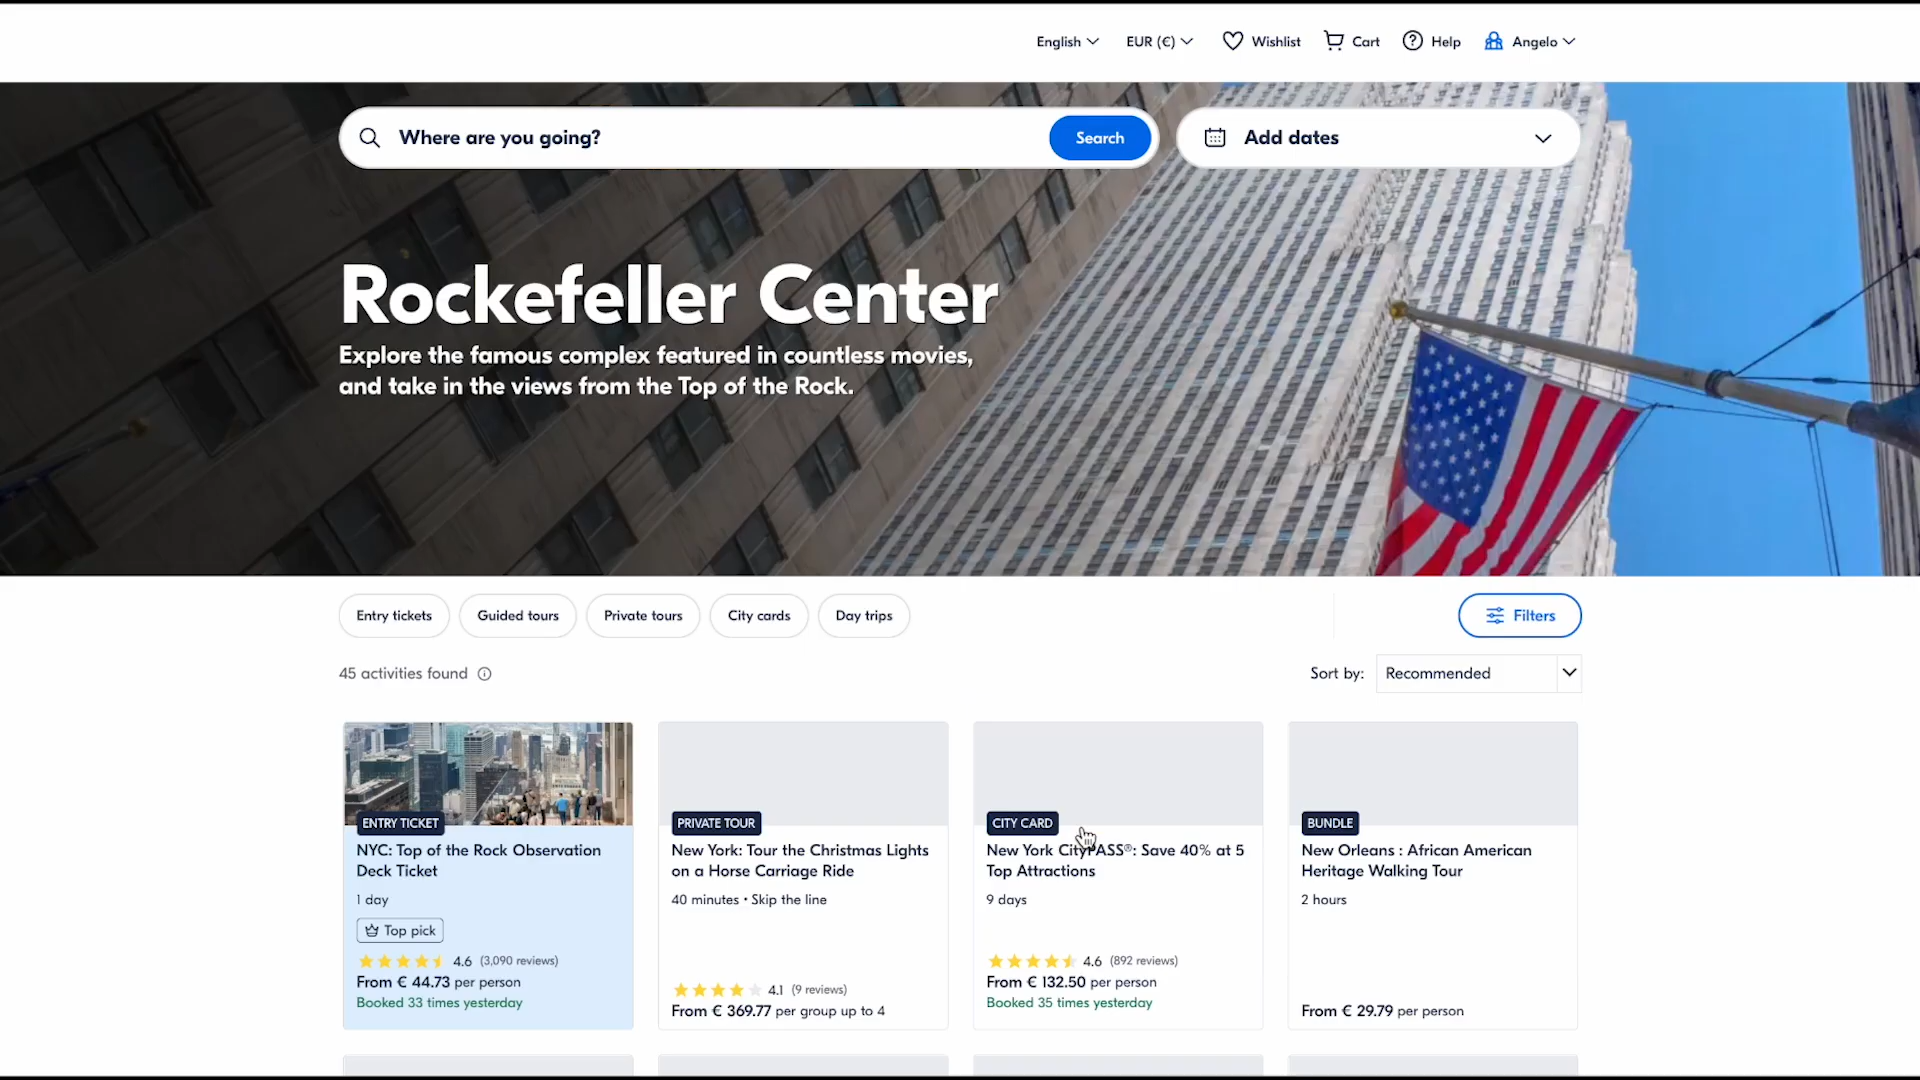 English
EUR (€)
Wishlist
Cart
Help
Angelo
Where are you going?
Search
Add dates
Rockefeller Center
Explore the famous complex featured in countless movies,
and take in the views from the Top of the Rock.
Entry tickets
Guided tours
Private tours
City cards
Day trips
Filters
45 activities found
Sort by:
Recommended
ENTRY TICKET
NYC: Top of the Rock Observation
Deck Ticket
1 day
Top pick
4.6 (3,090 reviews)
From € 44.73 per person
Booked 33 times yesterday
PRIVATE TOUR
New York: Tour the Christmas Lights
on a Horse Carriage Ride
40 minutes • Skip the line
4.1 (9 reviews)
From € 369.77 per group up to 4
CITY CARD
New York CityPASS®: Save 40% at 5
Top Attractions
9 days
4.6 (892 reviews)
From € 132.50 per person
Booked 35 times yesterday
BUNDLE
New Orleans : African American
Heritage Walking Tour
2 hours
From € 29.79 per person